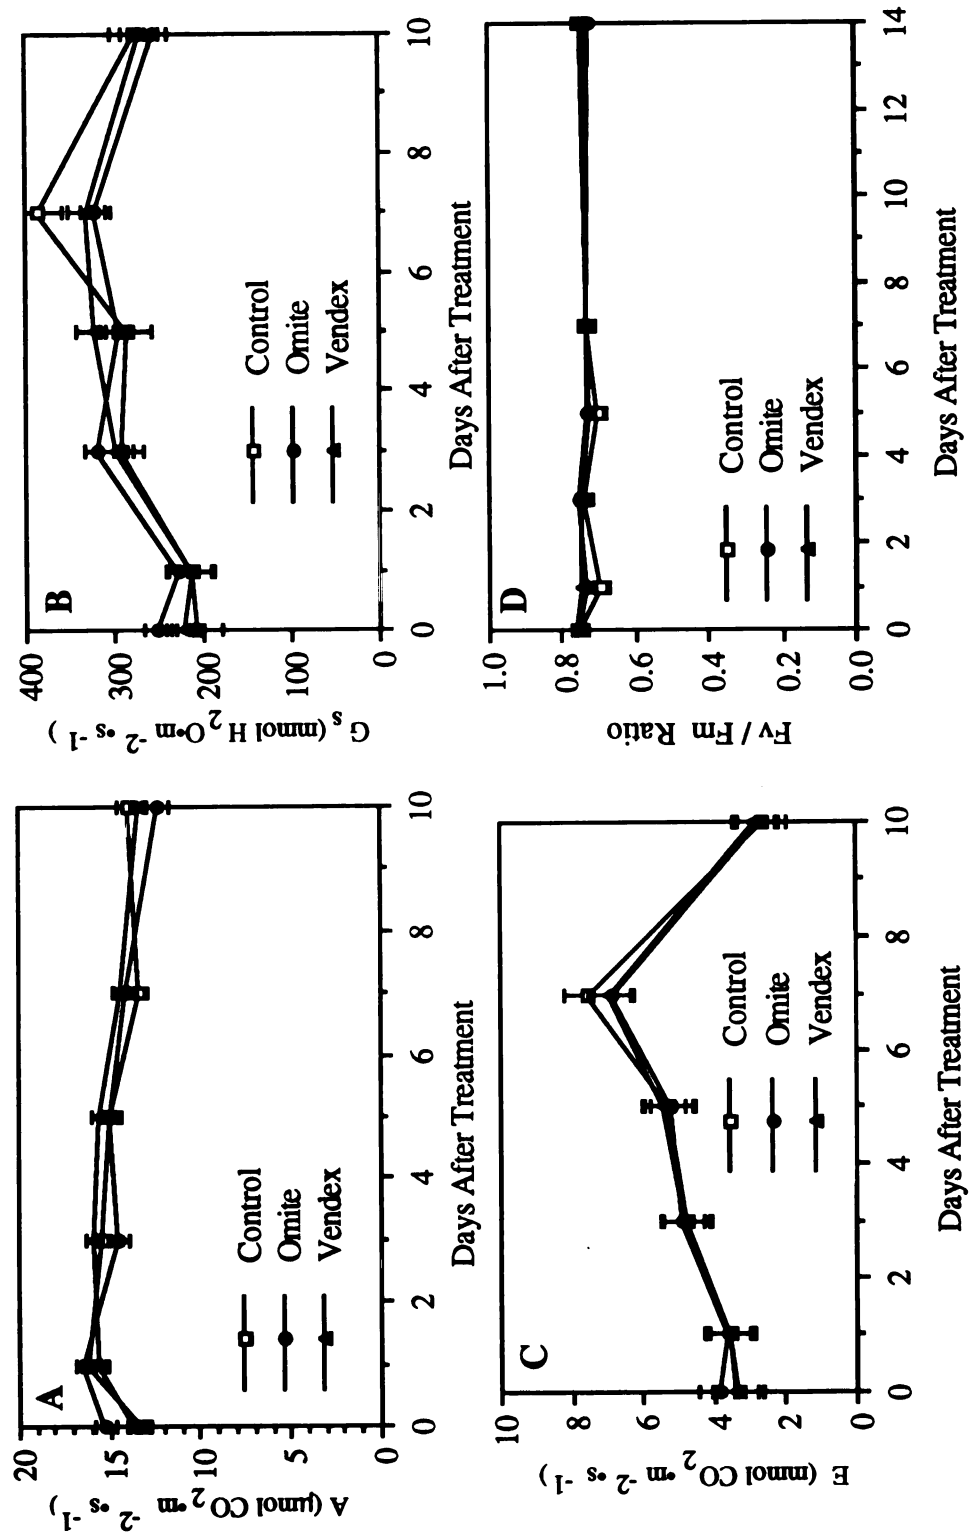 A
A (µmol CO2•m-2•s-1)
20
15
10
5
0
0 2 4 6 8 10
Days After Treatment
Control
Omite
Vendex
B
Gs (mmol H2O•m-2•s-1)
400
300
200
100
0
0 2 4 6 8 10
Days After Treatment
Control
Omite
Vendex
C
E (mmol CO2•m-2•s-1)
10
8
6
4
2
0
0 2 4 6 8 10
Days After Treatment
Control
Omite
Vendex
D
Fv / Fm Ratio
1.0
0.8
0.6
0.4
0.2
0.0
0 2 4 6 8 10 12 14
Days After Treatment
Control
Omite
Vendex